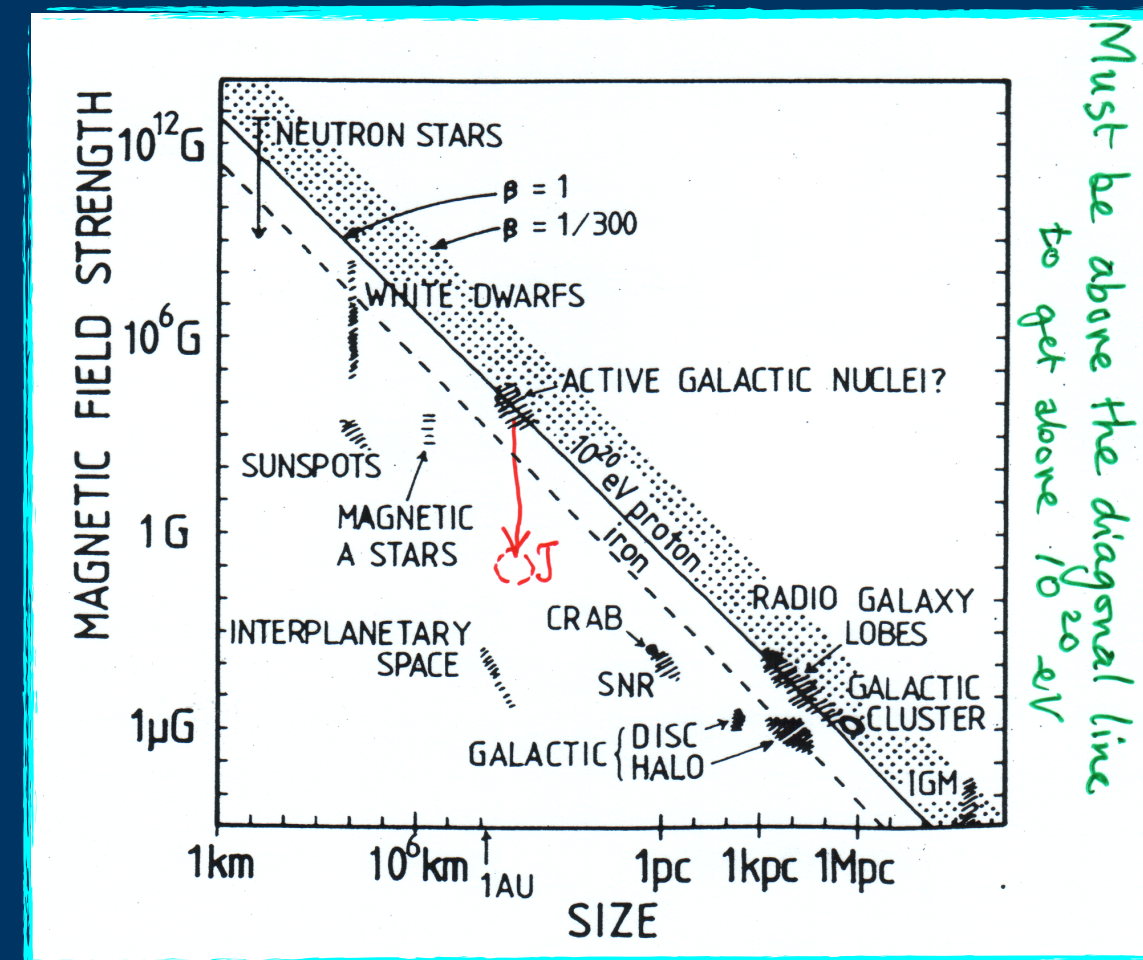 MAGNETIC FIELD STRENGTH
10¹²G
10⁶G
1G
1µG
NEUTRON STARS
β = 1
β = 1/300
WHITE DWARFS
ACTIVE GALACTIC NUCLEI?
SUNSPOTS
MAGNETIC
A STARS
10²⁰ eV proton
iron
J
INTERPLANETARY
SPACE
CRAB
SNR
RADIO GALAXY
LOBES
GALACTIC
CLUSTER
GALACTIC { DISC
HALO
IGM
1km
10⁶km
1AU
1pc
1kpc
1Mpc
SIZE
Must be above the diagonal line
to get above 10²⁰ eV